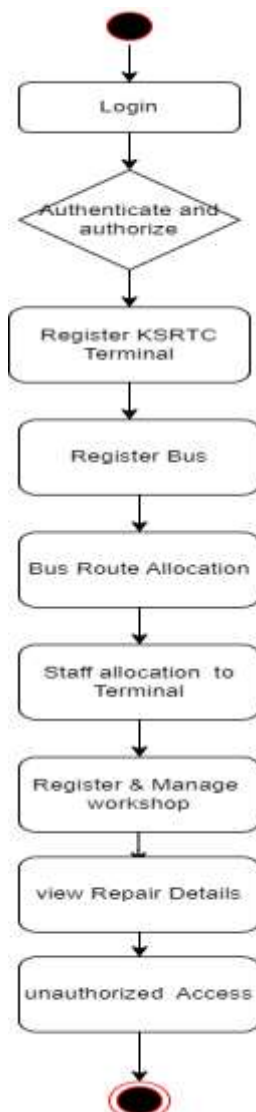 Login
Authenticate and
authorize
Register KSRTC
Terminal
Register Bus
Bus Route Allocation
Staff allocation to
Terminal
Register & Manage
workshop
view Repair Details
unauthorized Access